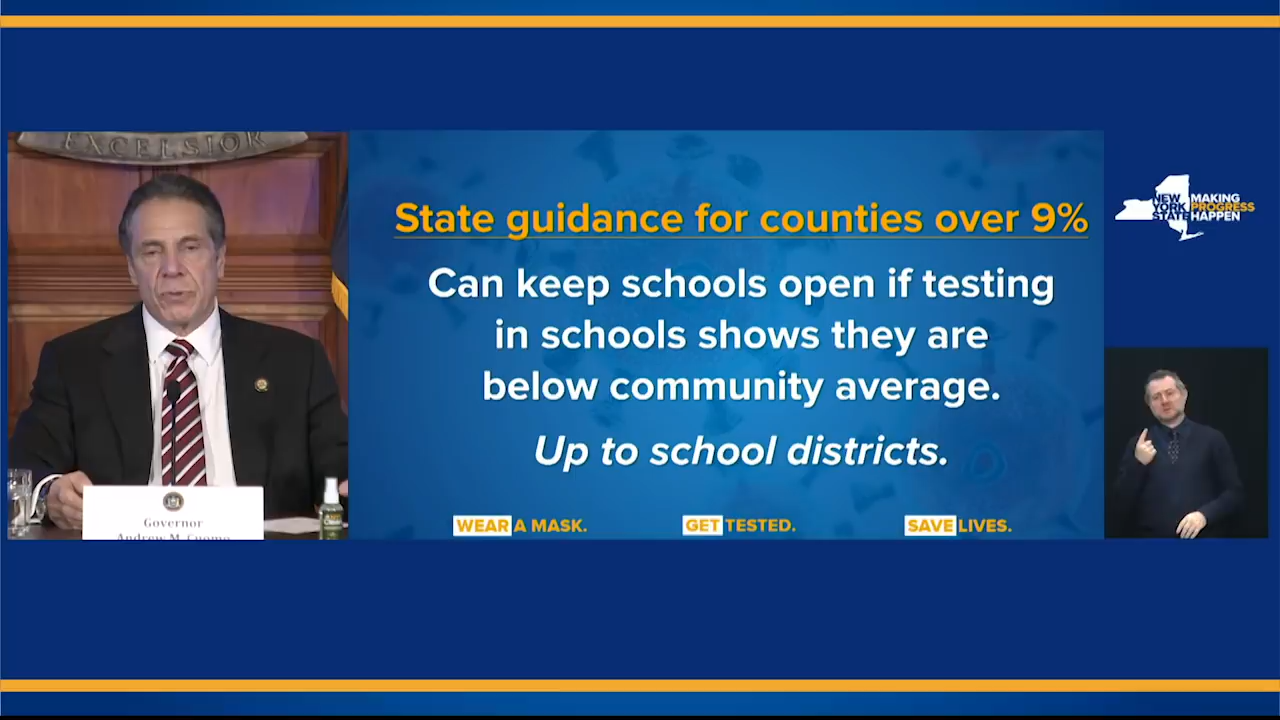 EXCELSIOR
Governor
Andrew M. Cuomo
State guidance for counties over 9%
Can keep schools open if testing
in schools shows they are
below community average.
Up to school districts.
WEAR A MASK.
GET TESTED.
SAVE LIVES.
NEW
YORK
STATE
MAKING
PROGRESS
HAPPEN